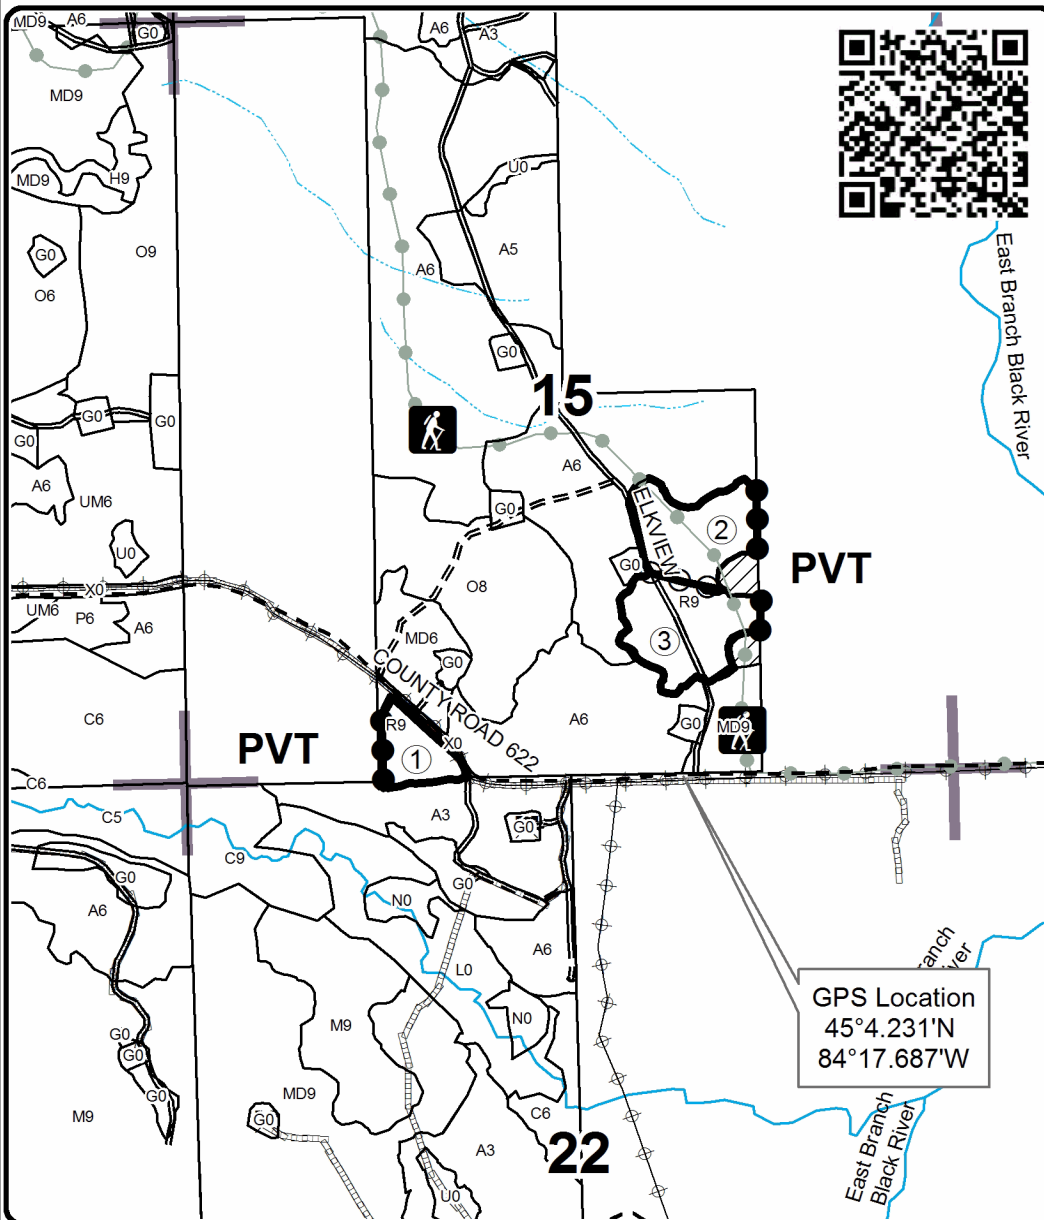 MD9
A6
G0
A6
A3
MD9
U0
MD9
H9
O9
A5
G0
A6
O6
East Branch Black River
G0
15
G0
G0
G0
A6
A6
UM6
G0
ELKVIEW
2
U0
G0
PVT
X0
O8
R9
UM6
P6
A6
MD6
3
G0
COUNTY ROAD 622
C6
A6
G0
MD9
R9
PVT
X0
1
C6
C5
A3
G0
C9
G0
G0
N0
A6
A6
anch
ver
L0
GPS Location
45°4.231'N
84°17.687'W
N0
M9
G0
G0
MD9
G0
M9
G0
C6
East Branch
Black River
A3
22
U0